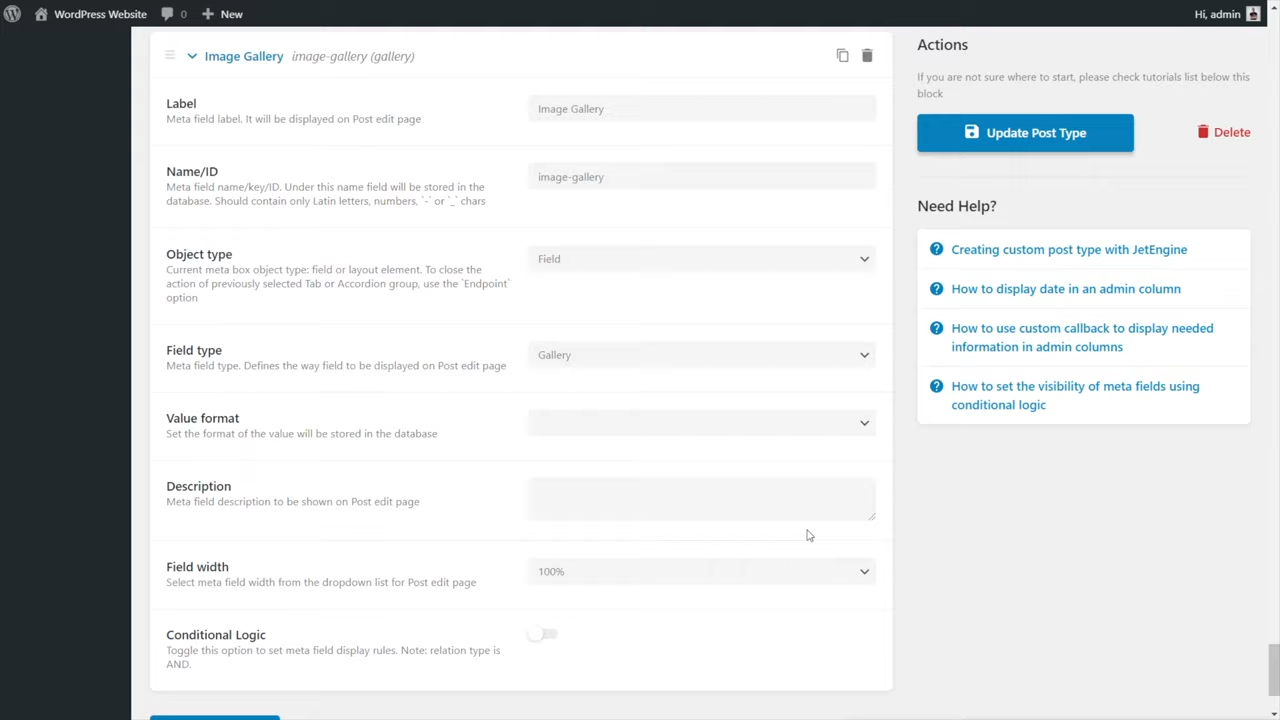 WordPress Website 0 New Hi, admin
Image Gallery image-gallery (gallery)
Label
Meta field label. It will be displayed on Post edit page
Image Gallery
Name/ID
Meta field name/key/ID. Under this name field will be stored in the
database. Should contain only Latin letters, numbers, `-` or `_` chars
image-gallery
Object type
Current meta box object type: field or layout element. To close the
action of previously selected Tab or Accordion group, use the `Endpoint`
option
Field
Field type
Meta field type. Defines the way field to be displayed on Post edit page
Gallery
Value format
Set the format of the value will be stored in the database
Description
Meta field description to be shown on Post edit page
Field width
Select meta field width from the dropdown list for Post edit page
100%
Conditional Logic
Toggle this option to set meta field display rules. Note: relation type is
AND.
Actions
If you are not sure where to start, please check tutorials list below this
block
Update Post Type
Delete
Need Help?
Creating custom post type with JetEngine
How to display date in an admin column
How to use custom callback to display needed
information in admin columns
How to set the visibility of meta fields using
conditional logic